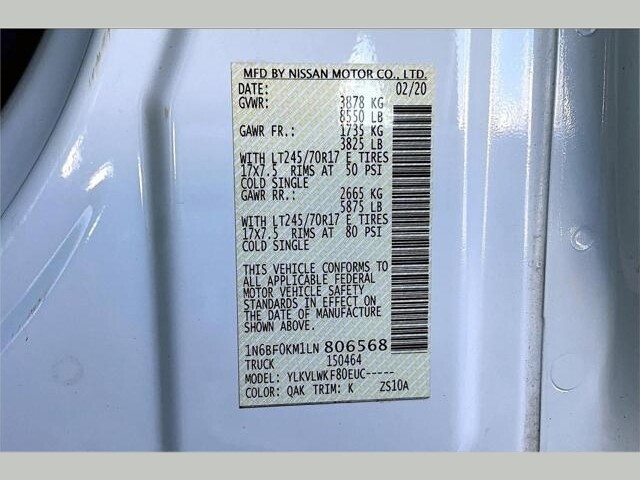 MFD BY NISSAN MOTOR CO., LTD.
DATE: 02/20
GVWR: 3878 KG
8550 LB
GAWR FR.: 1735 KG
3825 LB
WITH LT245/70R17 E TIRES
17X7.5 RIMS AT 50 PSI
COLD SINGLE
GAWR RR.: 2665 KG
5875 LB
WITH LT245/70R17 E TIRES
17X7.5 RIMS AT 80 PSI
COLD SINGLE
THIS VEHICLE CONFORMS TO
ALL APPLICABLE FEDERAL
MOTOR VEHICLE SAFETY
STANDARDS IN EFFECT ON
THE DATE OF MANUFACTURE
SHOWN ABOVE.
1N6BF0KM1LN 806568
TRUCK 150464
MODEL: YLKVLWKF80EUC-----
COLOR: QAK TRIM: K ZS10A